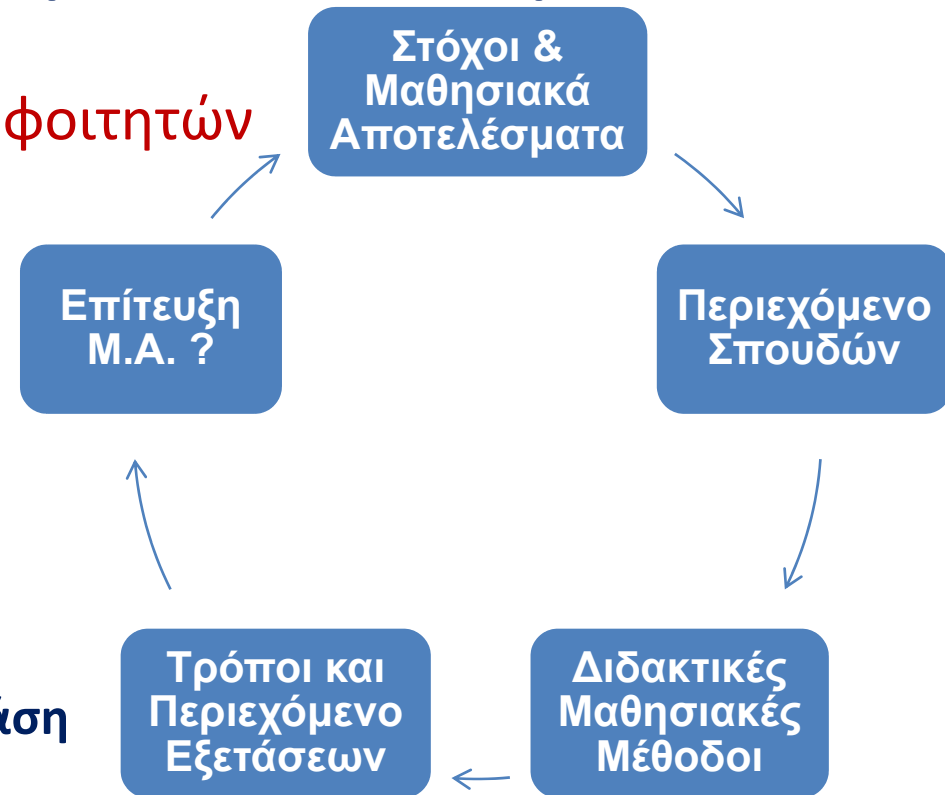 Στόχοι &
Μαθησιακά
Αποτελέσματα
φοιτητών
Επίτευξη
Μ.Α. ?
Περιεχόμενο
Σπουδών
Τρόποι και
Περιεχόμενο
Εξετάσεων
Διδακτικές
Μαθησιακές
Μέθοδοι